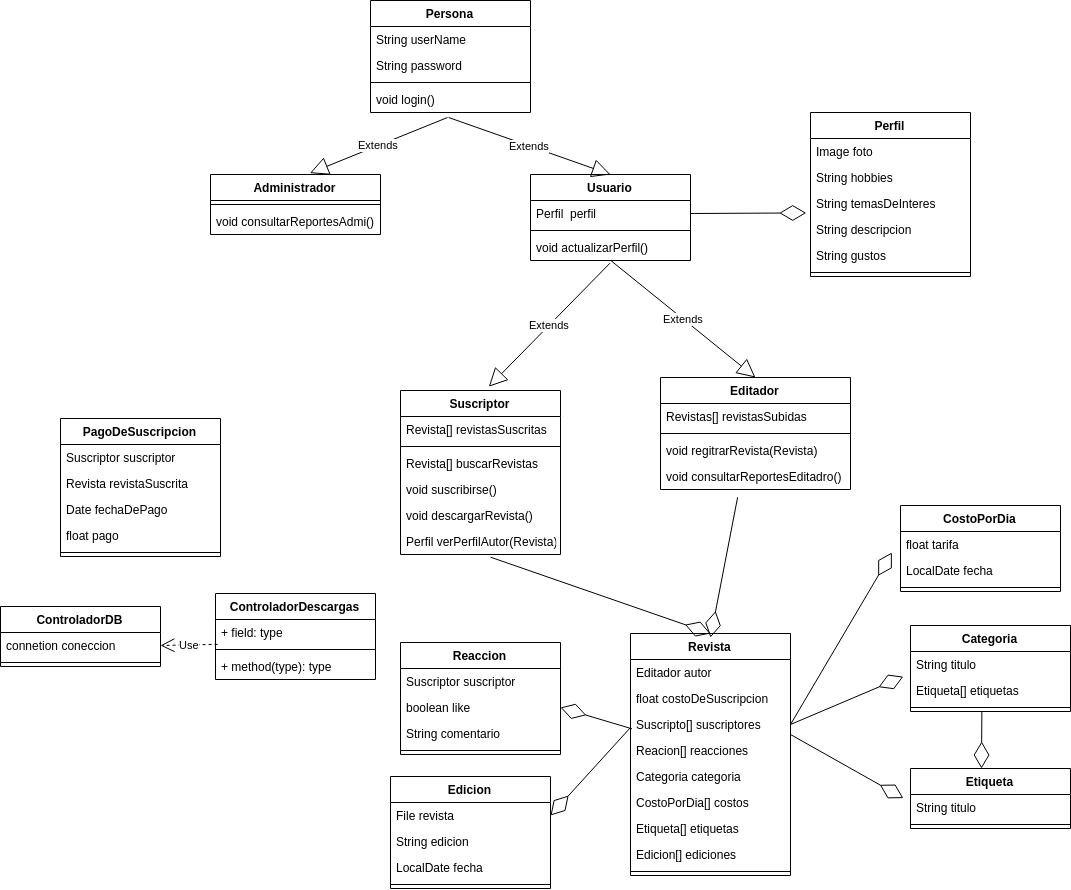 Persona
String userName
String password
void login()
Extends
Extends
Administrador
void consultarReportesAdmi()
Usuario
Perfil  perfil
void actualizarPerfil()
Perfil
Image foto
String hobbies
String temasDeInteres
String descripcion
String gustos
Extends
Extends
Suscriptor
Revista[] revistasSuscritas
Revista[] buscarRevistas
void suscribirse()
void descargarRevista()
Perfil verPerfilAutor(Revista)
Editador
Revistas[] revistasSubidas
void regitrarRevista(Revista)
void consultarReportesEditadro()
PagoDeSuscripcion
Suscriptor suscriptor
Revista revistaSuscrita
Date fechaDePago
float pago
CostoPorDia
float tarifa
LocalDate fecha
ControladorDB
connetion coneccion
Use
ControladorDescargas
+ field: type
+ method(type): type
Reaccion
Suscriptor suscriptor
boolean like
String comentario
Revista
Editador autor
float costoDeSuscripcion
Suscripto[] suscriptores
Reacion[] reacciones
Categoria categoria
CostoPorDia[] costos
Etiqueta[] etiquetas
Edicion[] ediciones
Categoria
String titulo
Etiqueta[] etiquetas
Edicion
File revista
String edicion
LocalDate fecha
Etiqueta
String titulo